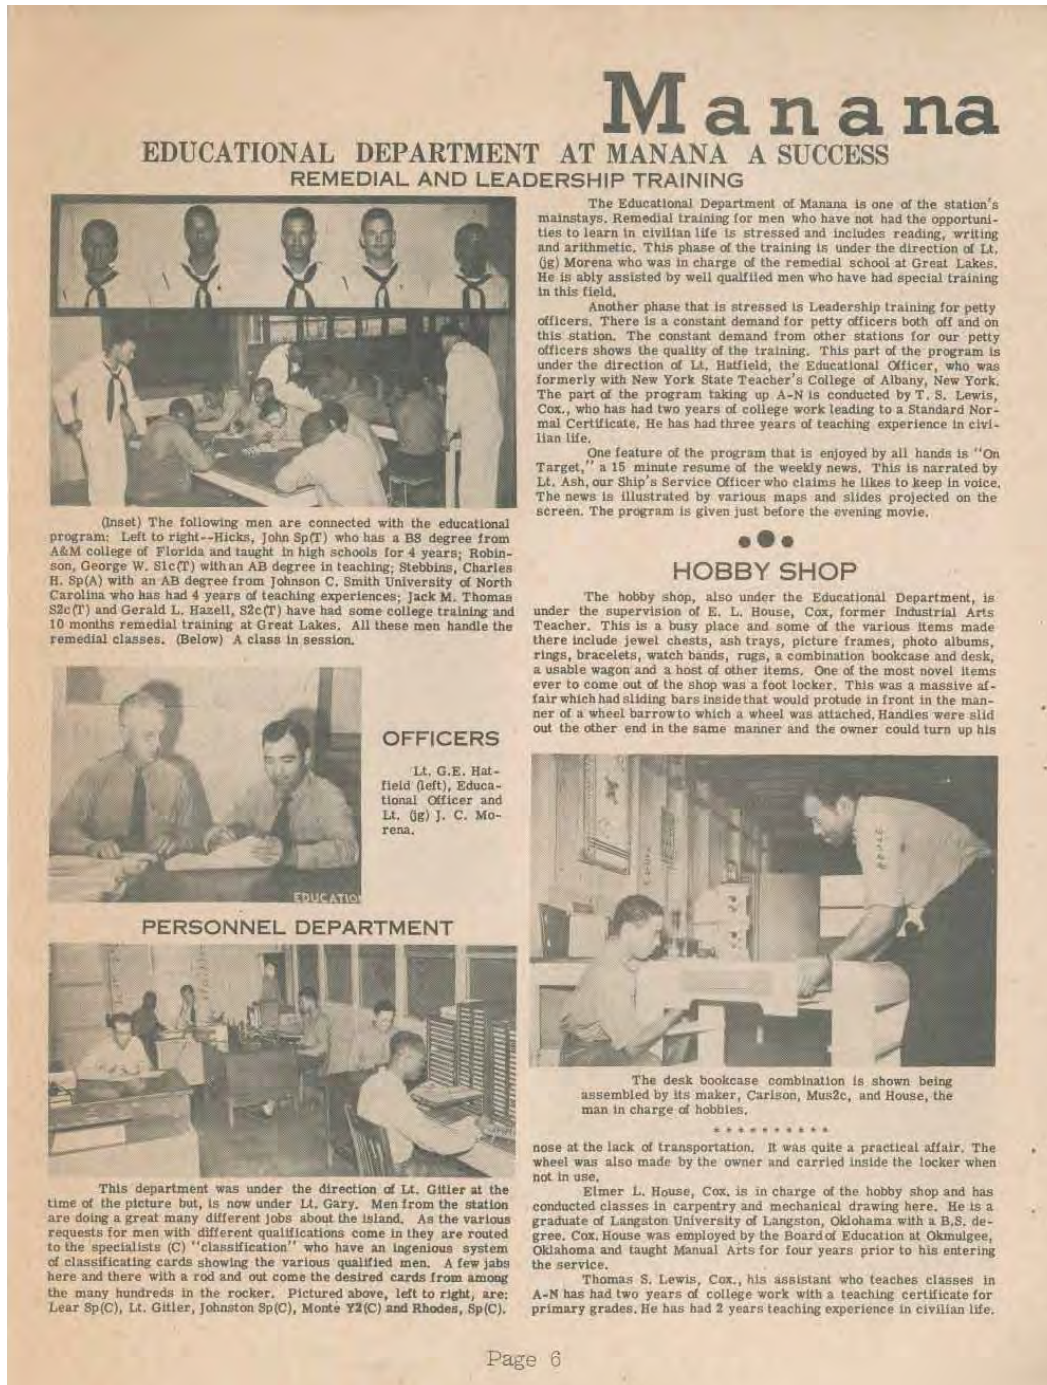 Manana
EDUCATIONAL DEPARTMENT AT MANANA A SUCCESS
REMEDIAL AND LEADERSHIP TRAINING
(Inset) The following men are connected with the educational
program: Left to right--Hicks, John Sp(T) who has a BS degree from
A&M college of Florida and taught in high schools for 4 years; Robin-
son, George W. S1c(T) with an AB degree in teaching; Stebbins, Charles
H. Sp(A) with an AB degree from Johnson C. Smith University of North
Carolina who has had 4 years of teaching experiences; Jack M. Thomas
S2c(T) and Gerald L. Hazell, S2c(T) have had some college training and
10 months remedial training at Great Lakes. All these men handle the
remedial classes. (Below) A class in session.
EDUCATIO
OFFICERS
Lt. G.E. Hat-
field (left), Educa-
tional Officer and
Lt. (jg) J. C. Mo-
rena.
PERSONNEL DEPARTMENT
This department was under the direction of Lt. Gitler at the
time of the picture but, is now under Lt. Gary. Men from the station
are doing a great many different jobs about the island. As the various
requests for men with different qualifications come in they are routed
to the specialists (C) "classification" who have an ingenious system
of classificating cards showing the various qualified men. A few jabs
here and there with a rod and out come the desired cards from among
the many hundreds in the rocker. Pictured above, left to right, are:
Lear Sp(C), Lt. Gitler, Johnston Sp(C), Monte Y2(C) and Rhodes, Sp(C).
The Educational Department of Manana is one of the station's
mainstays. Remedial training for men who have not had the opportuni-
ties to learn in civilian life is stressed and includes reading, writing
and arithmetic. This phase of the training is under the direction of Lt.
(jg) Morena who was in charge of the remedial school at Great Lakes.
He is ably assisted by well qualfiled men who have had special training
in this field.
Another phase that is stressed is Leadership training for petty
officers. There is a constant demand for petty officers both off and on
this station. The constant demand from other stations for our petty
officers shows the quality of the training. This part of the program is
under the direction of Lt. Hatfield, the Educational Officer, who was
formerly with New York State Teacher's College of Albany, New York.
The part of the program taking up A-N is conducted by T. S. Lewis,
Cox., who has had two years of college work leading to a Standard Nor-
mal Certificate. He has had three years of teaching experience in civi-
lian life.
One feature of the program that is enjoyed by all hands is "On
Target," a 15 minute resume of the weekly news. This is narrated by
Lt. Ash, our Ship's Service Officer who claims he likes to keep in voice.
The news is illustrated by various maps and slides projected on the
screen. The program is given just before the evening movie.
HOBBY SHOP
The hobby shop, also under the Educational Department, is
under the supervision of E. L. House, Cox, former Industrial Arts
Teacher. This is a busy place and some of the various items made
there include jewel chests, ash trays, picture frames, photo albums,
rings, bracelets, watch bands, rugs, a combination bookcase and desk,
a usable wagon and a host of other items. One of the most novel items
ever to come out of the shop was a foot locker. This was a massive af-
fair which had sliding bars inside that would protude in front in the man-
ner of a wheel barrow to which a wheel was attached. Handles were slid
out the other end in the same manner and the owner could turn up his
The desk bookcase combination is shown being
assembled by its maker, Carlson, Mus2c, and House, the
man in charge of hobbies.
* * * * * * * * * *
nose at the lack of transportation. It was quite a practical affair. The
wheel was also made by the owner and carried inside the locker when
not in use.
Elmer L. House, Cox, is in charge of the hobby shop and has
conducted classes in carpentry and mechanical drawing here. He is a
graduate of Langston University of Langston, Oklohama with a B.S. de-
gree. Cox. House was employed by the Board of Education at Okmulgee,
Oklahoma and taught Manual Arts for four years prior to his entering
the service.
Thomas S. Lewis, Cox., his assistant who teaches classes in
A-N has had two years of college work with a teaching certificate for
primary grades. He has had 2 years teaching experience in civilian life.
Page 6